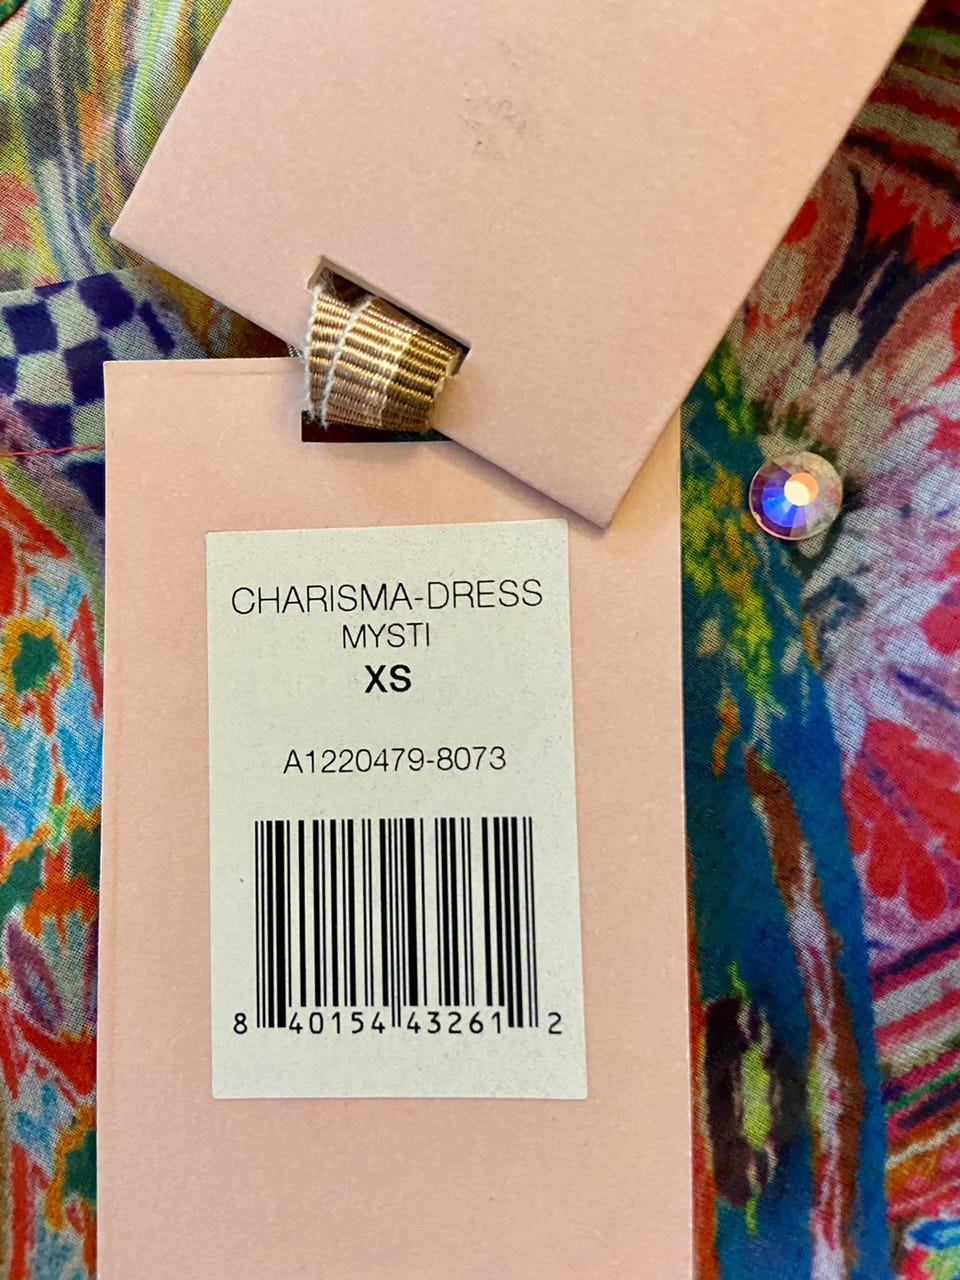 CHARISMA-DRESS
MYSTI
XS
A1220479-8073
8 40154 43261 2